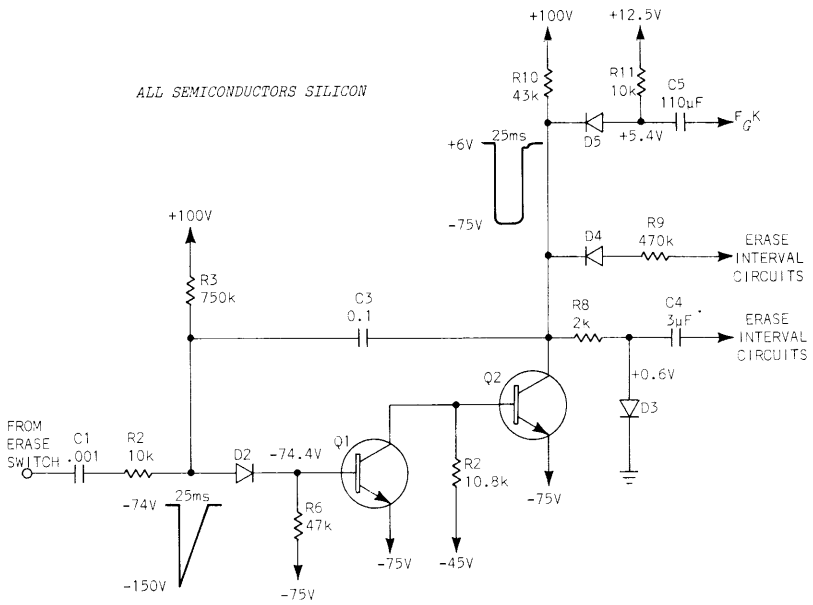 +100V
+12.5V
ALL SEMICONDUCTORS SILICON
R10
43k
R11
10k
C5
110μF
FGK
D5
+5.4V
+6V
25ms
-75V
+100V
D4
R9
470k
ERASE
INTERVAL
CIRCUITS
R3
750k
C3
0.1
R8
2k
C4
3μF
ERASE
INTERVAL
CIRCUITS
+0.6V
D3
Q2
Q1
FROM
ERASE
SWITCH
C1
.001
R2
10k
D2
-74.4V
R2
10.8k
-75V
-74V
25ms
-150V
R6
47k
-75V
-75V
-45V